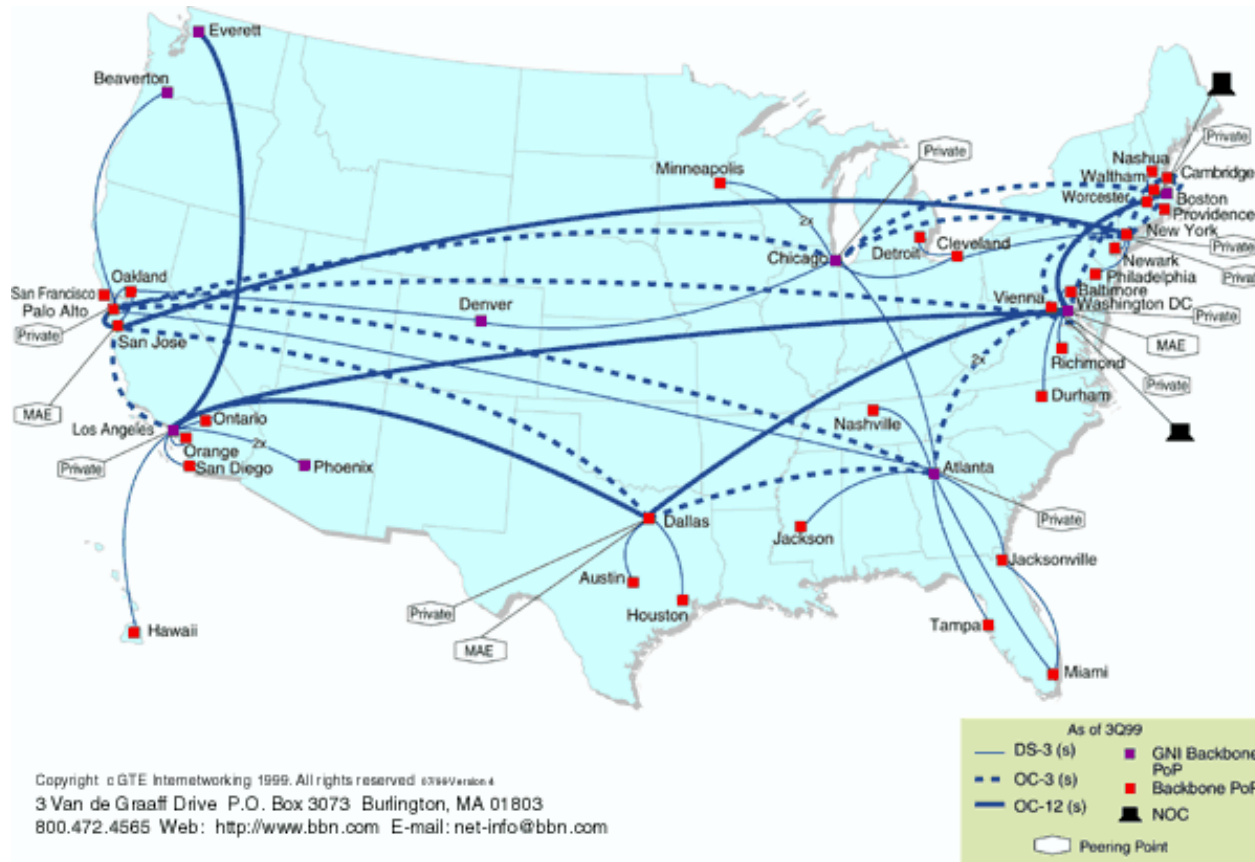 Everett
Beaverton
Minneapolis
Private
Private
Nashua
Waltham
Cambridge
Worcester
Boston
Providence
2x
New York
Detroit
Cleveland
Chicago
Private
Newark
Private
Philadelphia
Oakland
San Francisco
Palo Alto
Denver
Vienna
Baltimore
Washington DC
Private
Private
San Jose
MAE
2x
Richmond
Private
MAE
Durham
Nashville
Ontario
Los Angeles
Orange
2x
Private
San Diego
Phoenix
Atlanta
Dallas
Private
Jackson
Jacksonville
Austin
Houston
Private
Tampa
Hawaii
MAE
Miami
As of 3Q99
DS-3 (s)
GNI Backbone
PoP
OC-3 (s)
Backbone PoP
OC-12 (s)
NOC
Peering Point
Copyright c GTE Internetworking 1999. All rights reserved 07/99 Version 4
3 Van de Graaff Drive P.O. Box 3073 Burlington, MA 01803
800.472.4565 Web: http://www.bbn.com E-mail: net-info@bbn.com